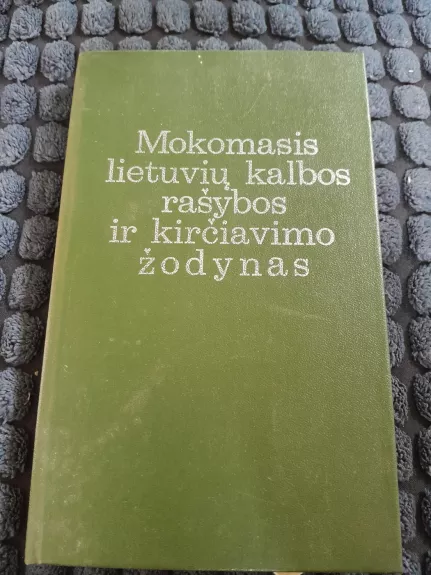 Mokomasis
lietuvių kalbos
rašybos
ir kirčiavimo
žodynas